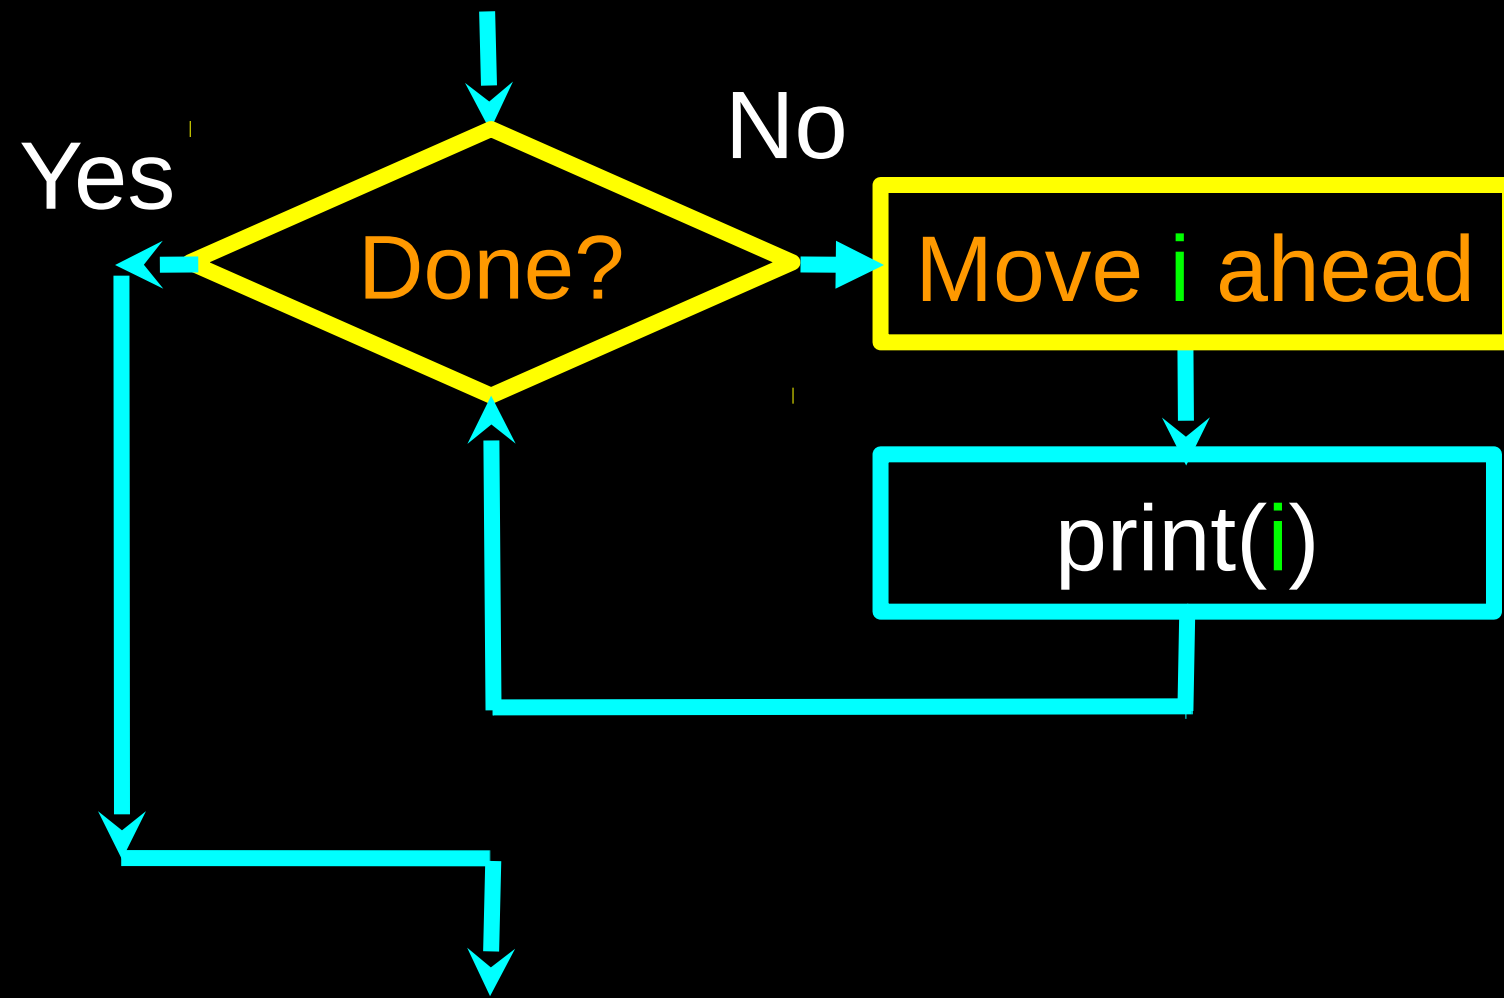 No
Yes
Done?
Move i ahead
print(i)